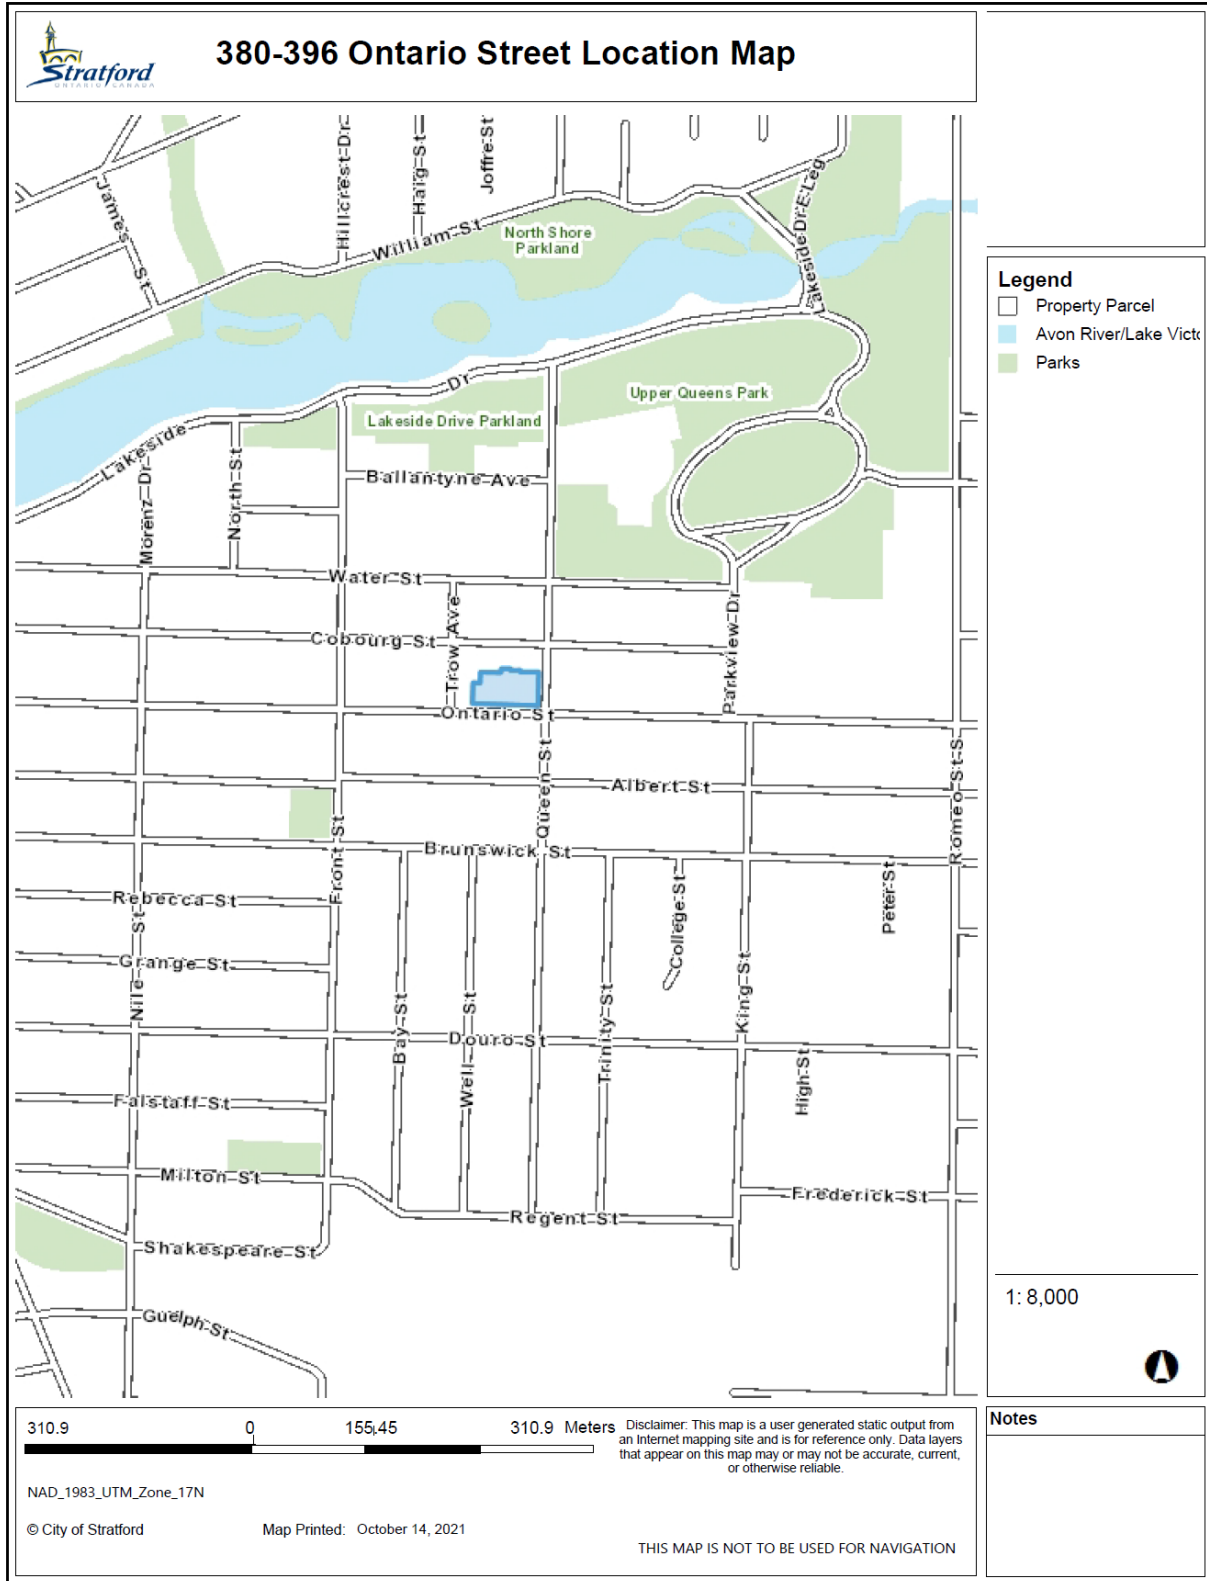 Stratford
ONTARIO CANADA
380-396 Ontario Street Location Map
James St
Hillcrest Dr
Haig St
Joffre St
William St
North Shore
Parkland
Lakeside Dr E Leg
Lakeside Dr
Upper Queens Park
Lakeside Drive Parkland
Morenz Dr
North St
Ballantyne Ave
Water St
Trow Ave
Cobourg St
Parkview Dr
Ontario St
Queen St
Albert St
Romeo St S
Front St
Brunswick St
Rebecca St
College St
Peter St
Nile St
Grange St
Bay St
Well St
Trinity St
King St
Douro St
High St
Falstaff St
Milton St
Frederick St
Regent St
Shakespeare St
Guelph St
Legend
Property Parcel
Avon River/Lake Victo
Parks
1: 8,000
310.9 0 155.45 310.9 Meters
Disclaimer: This map is a user generated static output from
an Internet mapping site and is for reference only. Data layers
that appear on this map may or may not be accurate, current,
or otherwise reliable.
NAD_1983_UTM_Zone_17N
© City of Stratford
Map Printed: October 14, 2021
THIS MAP IS NOT TO BE USED FOR NAVIGATION
Notes